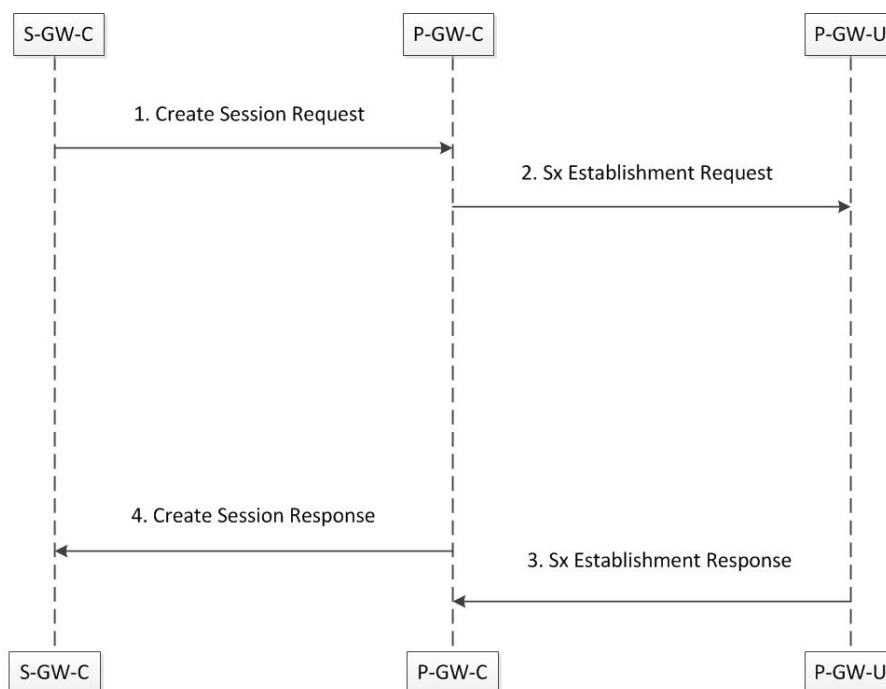 S-GW-C
P-GW-C
P-GW-U
1. Create Session Request
2. Sx Establishment Request
4. Create Session Response
3. Sx Establishment Response
S-GW-C
P-GW-C
P-GW-U